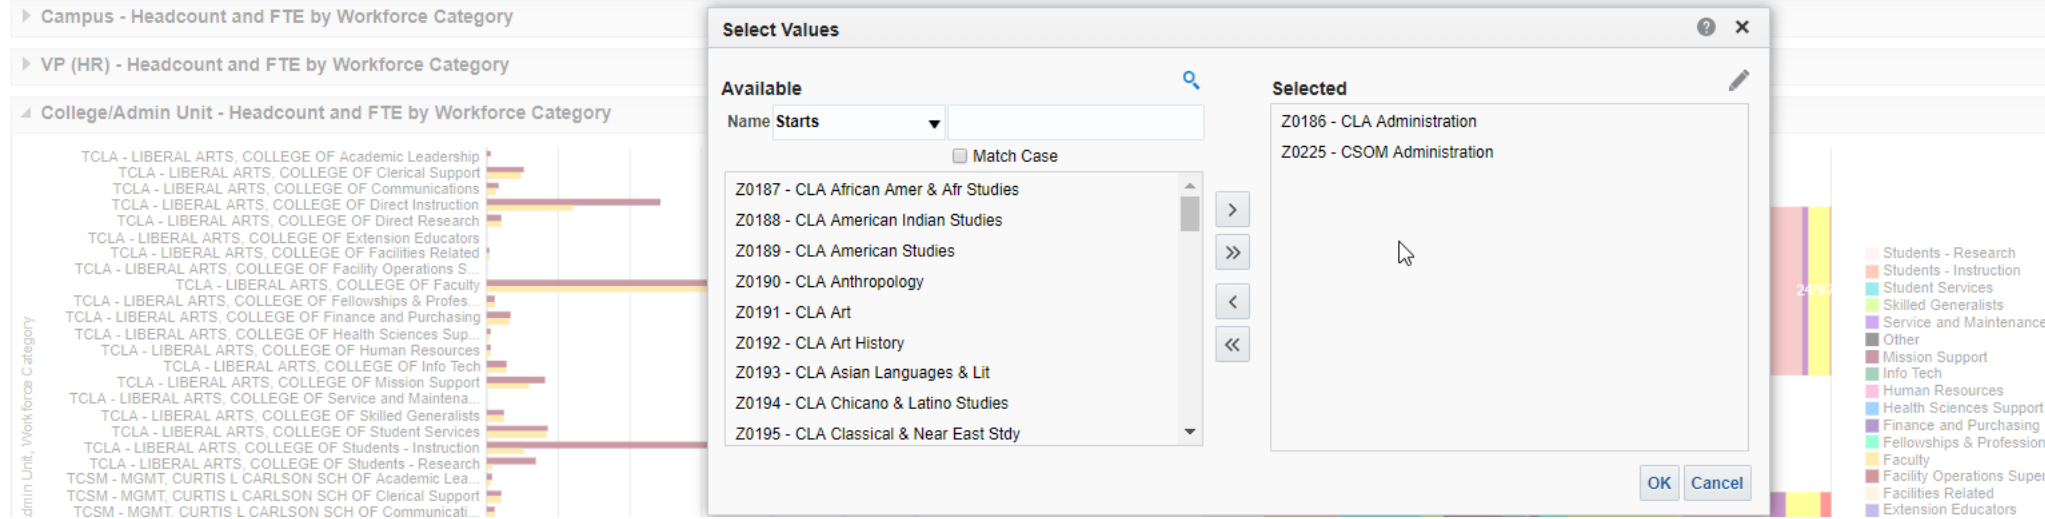 Campus - Headcount and FTE by Workforce Category
VP (HR) - Headcount and FTE by Workforce Category
College/Admin Unit - Headcount and FTE by Workforce Category
TCLA - LIBERAL ARTS, COLLEGE OF Academic Leadership
TCLA - LIBERAL ARTS, COLLEGE OF Clerical Support
TCLA - LIBERAL ARTS, COLLEGE OF Communications
TCLA - LIBERAL ARTS, COLLEGE OF Direct Instruction
TCLA - LIBERAL ARTS, COLLEGE OF Direct Research
TCLA - LIBERAL ARTS, COLLEGE OF Extension Educators
TCLA - LIBERAL ARTS, COLLEGE OF Facilities Related
TCLA - LIBERAL ARTS, COLLEGE OF Facility Operations S...
TCLA - LIBERAL ARTS, COLLEGE OF Faculty
TCLA - LIBERAL ARTS, COLLEGE OF Fellowships & Profes...
TCLA - LIBERAL ARTS, COLLEGE OF Finance and Purchasing
TCLA - LIBERAL ARTS, COLLEGE OF Health Sciences Sup...
TCLA - LIBERAL ARTS, COLLEGE OF Human Resources
TCLA - LIBERAL ARTS, COLLEGE OF Info Tech
TCLA - LIBERAL ARTS, COLLEGE OF Mission Support
TCLA - LIBERAL ARTS, COLLEGE OF Service and Maintena...
TCLA - LIBERAL ARTS, COLLEGE OF Skilled Generalists
TCLA - LIBERAL ARTS, COLLEGE OF Student Services
TCLA - LIBERAL ARTS, COLLEGE OF Students - Instruction
TCLA - LIBERAL ARTS, COLLEGE OF Students - Research
TCSM - MGMT, CURTIS L CARLSON SCH OF Academic Lea...
TCSM - MGMT, CURTIS L CARLSON SCH OF Clerical Support
TCSM - MGMT, CURTIS L CARLSON SCH OF Communicati...
dmin Unit, Workforce Category
Select Values
Available
Name Starts
Match Case
Z0187 - CLA African Amer & Afr Studies
Z0188 - CLA American Indian Studies
Z0189 - CLA American Studies
Z0190 - CLA Anthropology
Z0191 - CLA Art
Z0192 - CLA Art History
Z0193 - CLA Asian Languages & Lit
Z0194 - CLA Chicano & Latino Studies
Z0195 - CLA Classical & Near East Stdy
Selected
Z0186 - CLA Administration
Z0225 - CSOM Administration
OK
Cancel
Students - Research
Students - Instruction
Student Services
Skilled Generalists
Service and Maintenance
Other
Mission Support
Info Tech
Human Resources
Health Sciences Support
Finance and Purchasing
Fellowships & Profession
Faculty
Facility Operations Super
Facilities Related
Extension Educators